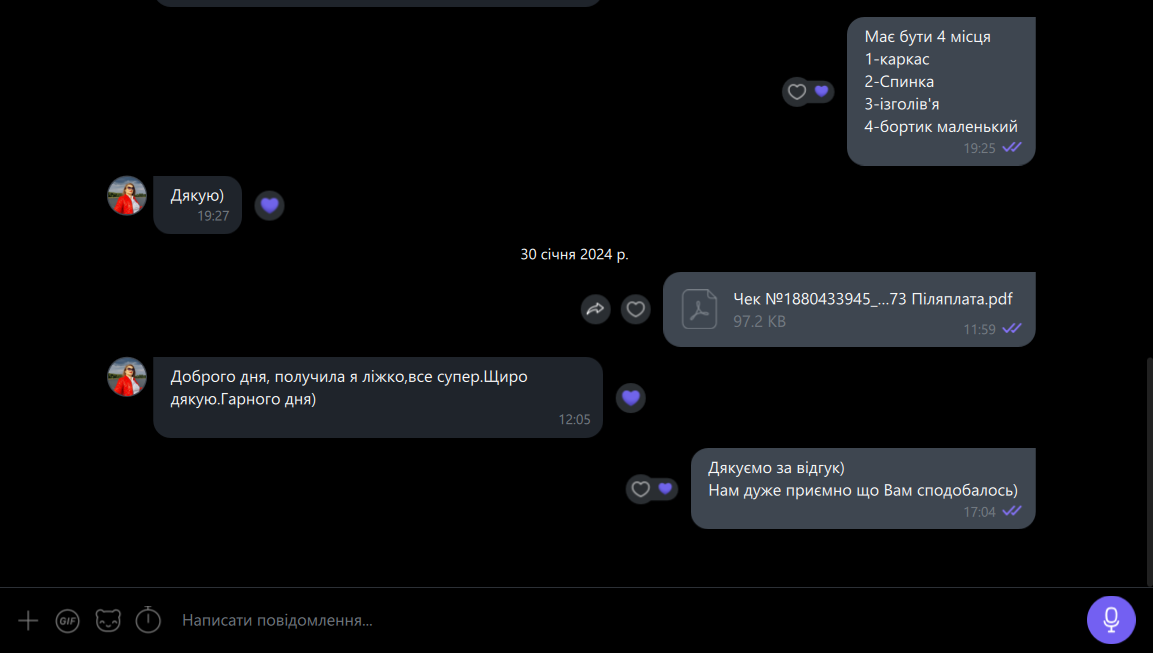 Має бути 4 місця
1-каркас
2-Спинка
3-ізголів'я
4-бортик маленький
19:25
Дякую)
19:27
30 січня 2024 р.
Чек №1880433945_...73 Піляплата.pdf
97.2 KB
11:59
Доброго дня, получила я ліжко,все супер.Щиро
дякую.Гарного дня)
12:05
Дякуємо за відгук)
Нам дуже приємно що Вам сподобалось)
17:04
GIF
Написати повідомлення...